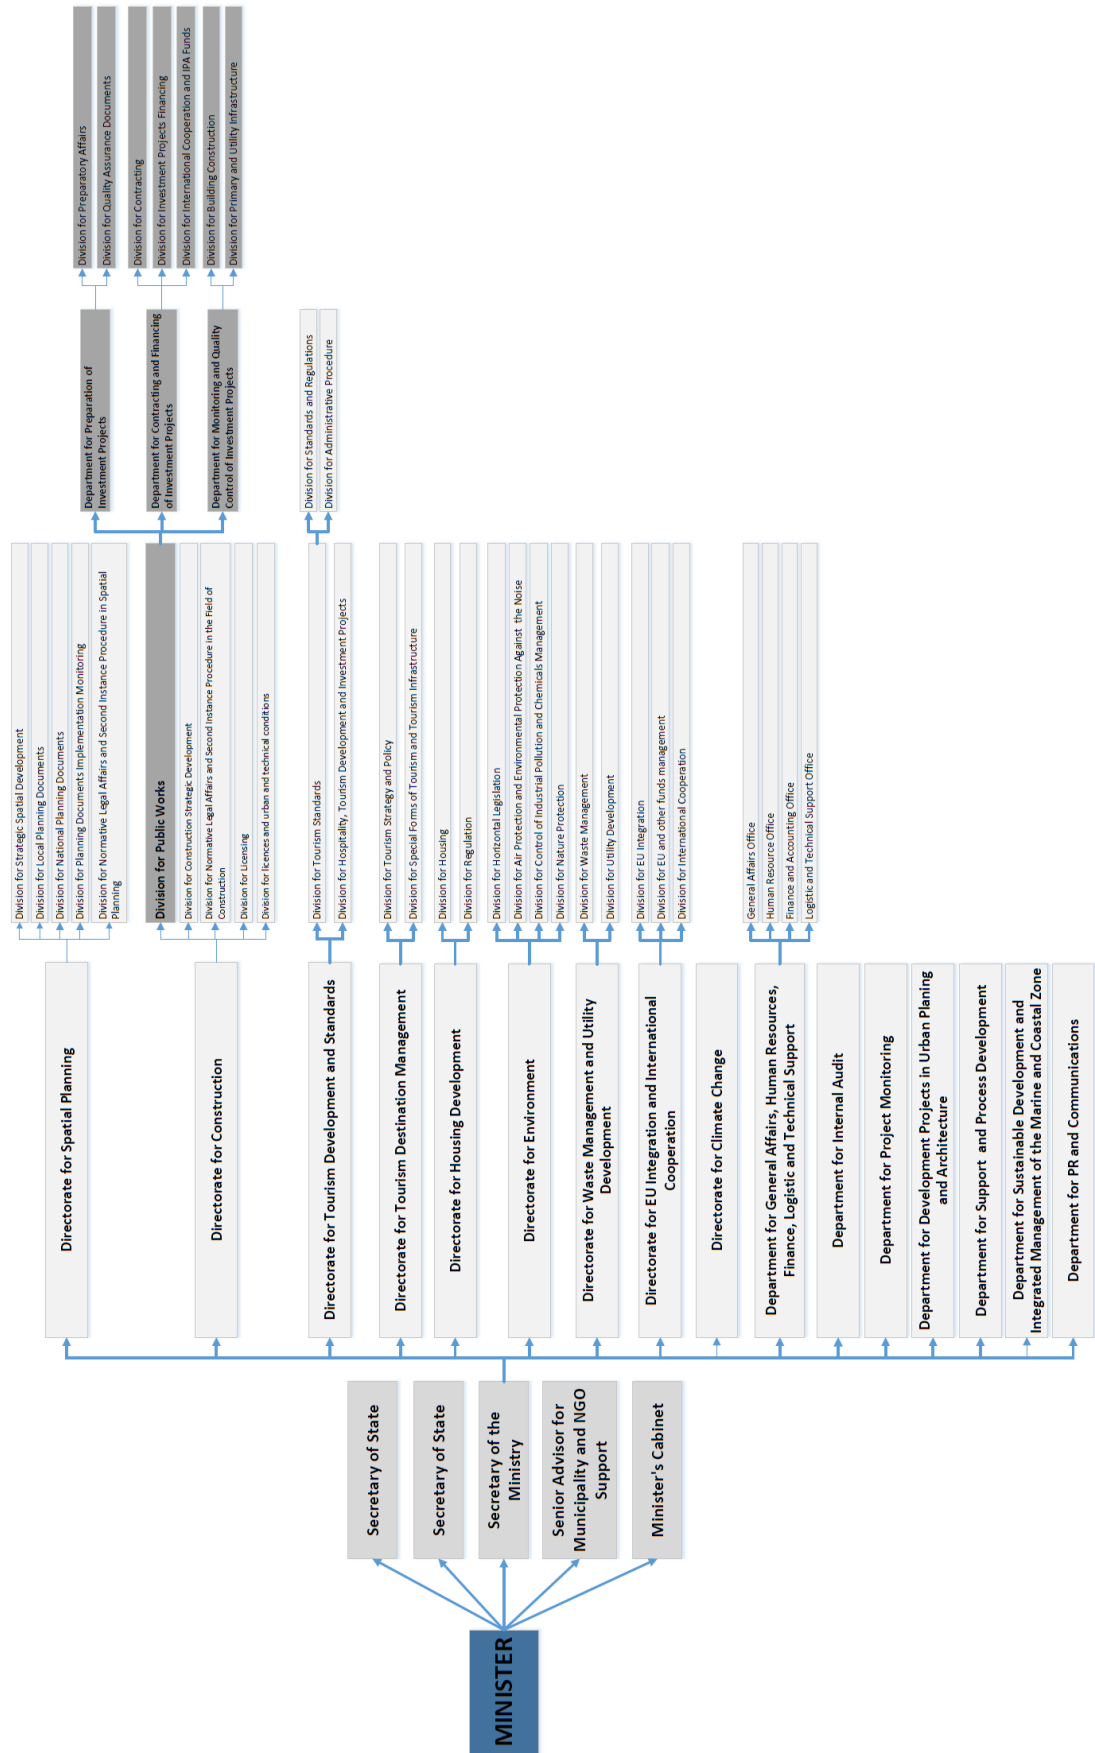 MINISTER
Secretary of State
Secretary of State
Secretary of the
Ministry
Senior Advisor for
Municipality and NGO
Support
Minister's Cabinet
Directorate for Spatial Planning
Directorate for Construction
Directorate for Tourism Development and Standards
Directorate for Tourism Destination Management
Directorate for Housing Development
Directorate for Environment
Directorate for Waste Management and Utility
Development
Directorate for EU Integration and International
Cooperation
Directorate for Climate Change
Department for General Affairs, Human Resources,
Finance, Logistic and Technical Support
Department for Internal Audit
Department for Project Monitoring
Department for Development Projects in Urban Planing
and Architecture
Department for Support and Process Development
Department for Sustainable Development and
Integrated Management of the Marine and Coastal Zone
Department for PR and Communications
Division for Strategic Spatial Development
Division for Local Planning Documents
Division for National Planning Documents
Division for Planning Documents Implementation Monitoring
Division for Normative Legal Affairs and Second Instance Procedure in Spatial
Planning
Division for Public Works
Division for Construction Strategic Development
Division for Normative Legal Affairs and Second Instance Procedure in the Field of
Construction
Division for Licensing
Division for licences and urban and technical conditions
Division for Tourism Standards
Division for Hospitality, Tourism Development and Investment Projects
Division for Tourism Strategy and Policy
Division for Special Forms of Tourism and Tourism Infrastructure
Division for Housing
Division for Regulation
Division for Horizontal Legislation
Division for Air Protection and Environmental Protection Against the Noise
Division for Control of Industrial Pollution and Chemicals Management
Division for Nature Protection
Division for Waste Management
Division for Utility Development
Division for EU Integration
Division for EU and other funds management
Division for International Cooperation
General Affairs Office
Human Resource Office
Finance and Accounting Office
Logistic and Technical Support Office
Department for Preparation of
Investment Projects
Department for Contracting and Financing
of Investment Projects
Department for Monitoring and Quality
Control of Investment Projects
Division for Standards and Regulations
Division for Administrative Procedure
Division for Preparatory Affairs
Division for Quality Assurance Documents
Division for Contracting
Division for Investment Projects Financing
Division for International Cooperation and IPA Funds
Division for Building Construction
Division for Primary and Utility Infrastructure